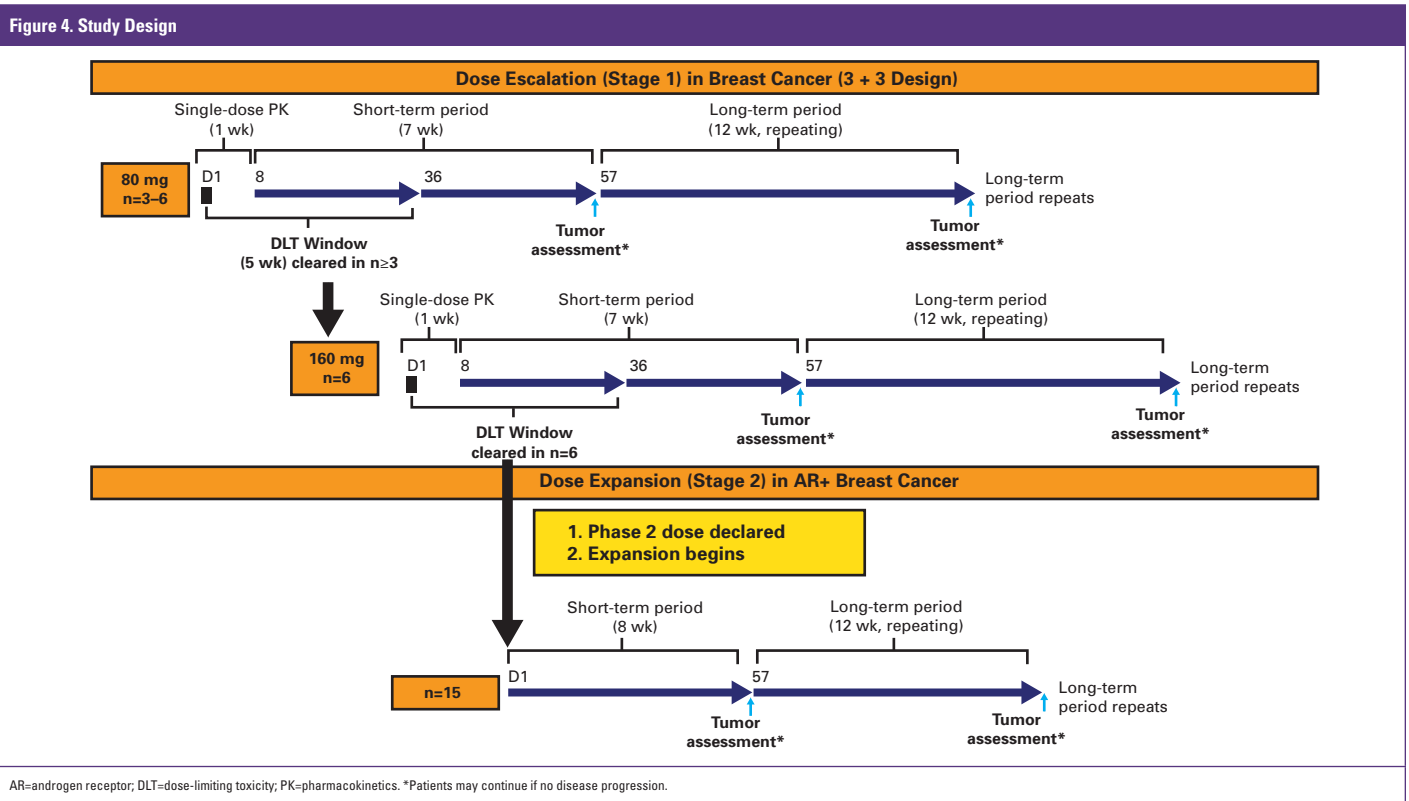 Figure 4. Study Design
Dose Escalation (Stage 1) in Breast Cancer (3 + 3 Design)
Single-dose PK
(1 wk)
Short-term period
(7 wk)
Long-term period
(12 wk, repeating)
80 mg
n=3–6
D1
8
36
57
Long-term
period repeats
Tumor
assessment*
Tumor
assessment*
DLT Window
(5 wk) cleared in n≥3
Single-dose PK
(1 wk)
Short-term period
(7 wk)
Long-term period
(12 wk, repeating)
160 mg
n=6
D1
8
36
57
Long-term
period repeats
Tumor
assessment*
Tumor
assessment*
DLT Window
cleared in n=6
Dose Expansion (Stage 2) in AR+ Breast Cancer
1. Phase 2 dose declared
2. Expansion begins
Short-term period
(8 wk)
Long-term period
(12 wk, repeating)
n=15
D1
57
Long-term
period repeats
Tumor
assessment*
Tumor
assessment*
AR=androgen receptor; DLT=dose-limiting toxicity; PK=pharmacokinetics. *Patients may continue if no disease progression.